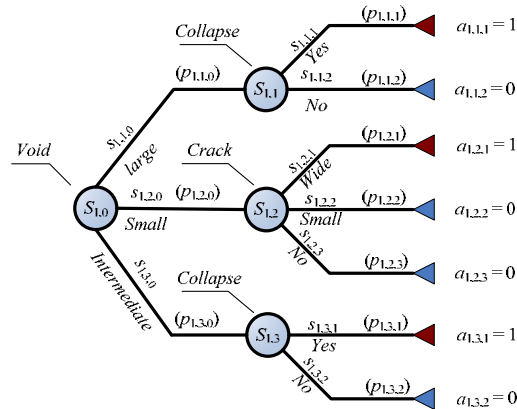 Collapse
s1,1,1
Yes
(p1,1,1)
a1,1,1 = 1
(p1,1,0)
S1,1
s1,1,2
No
(p1,1,2)
a1,1,2 = 0
s1,1,0
large
Void
Crack
s1,2,1
Wide
(p1,2,1)
a1,2,1 = 1
S1,0
s1,2,0
Small
(p1,2,0)
S1,2
s1,2,2
Small
(p1,2,2)
a1,2,2 = 0
s1,2,3
No
(p1,2,3)
a1,2,3 = 0
s1,3,0
Intermediate
Collapse
(p1,3,0)
S1,3
s1,3,1
Yes
(p1,3,1)
a1,3,1 = 1
s1,3,2
No
(p1,3,2)
a1,3,2 = 0